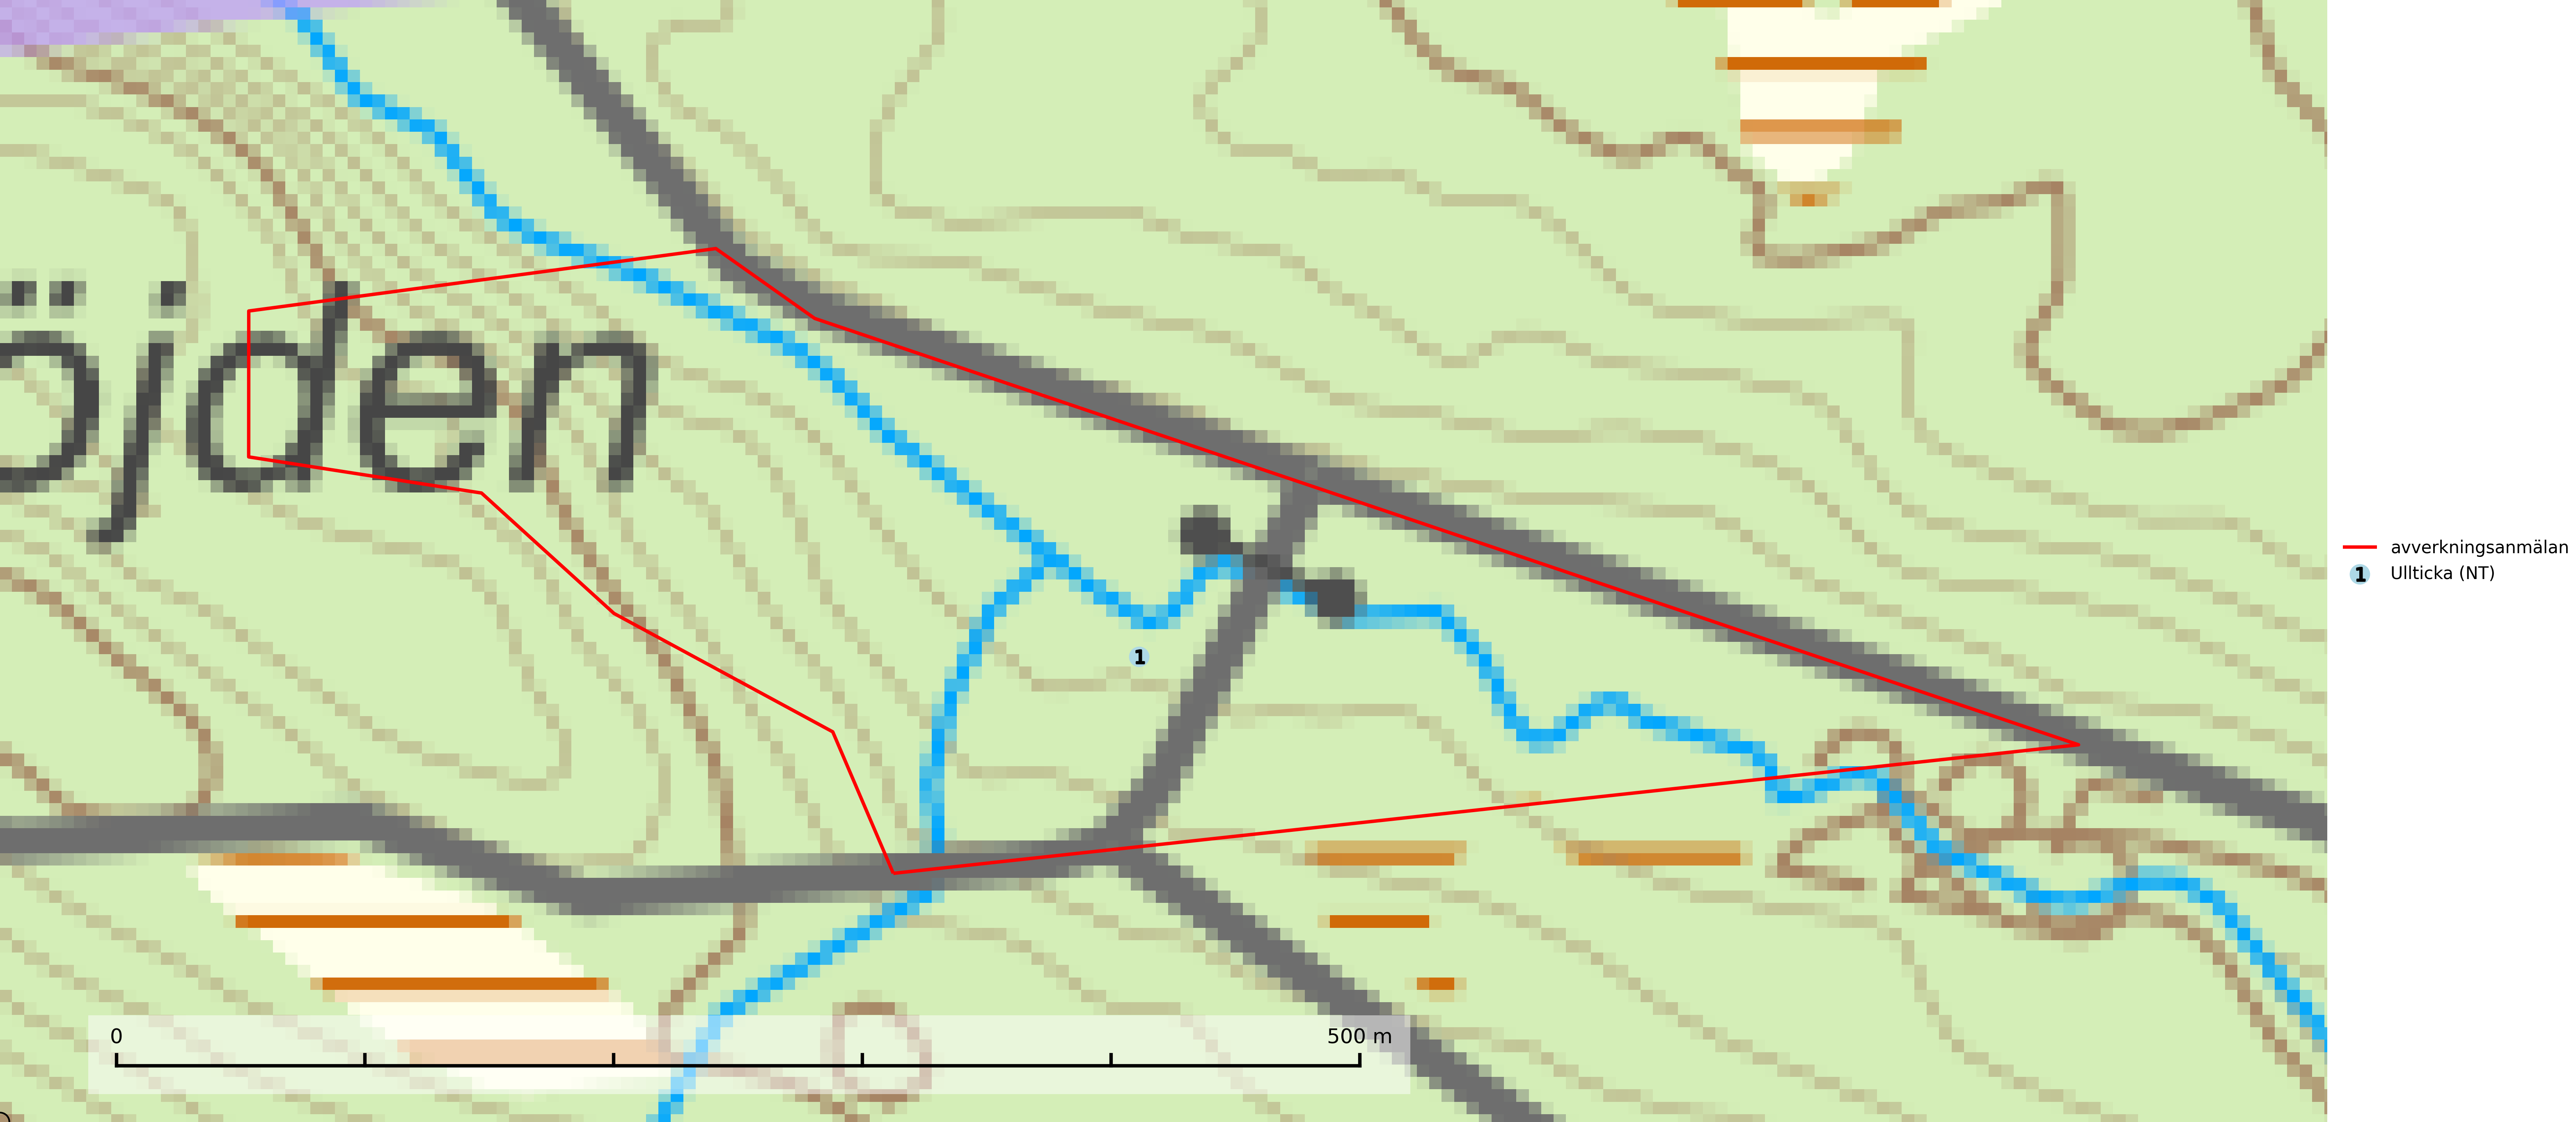 öjden
1
0 500 m
avverkningsanmälan
1 Ullticka (NT)